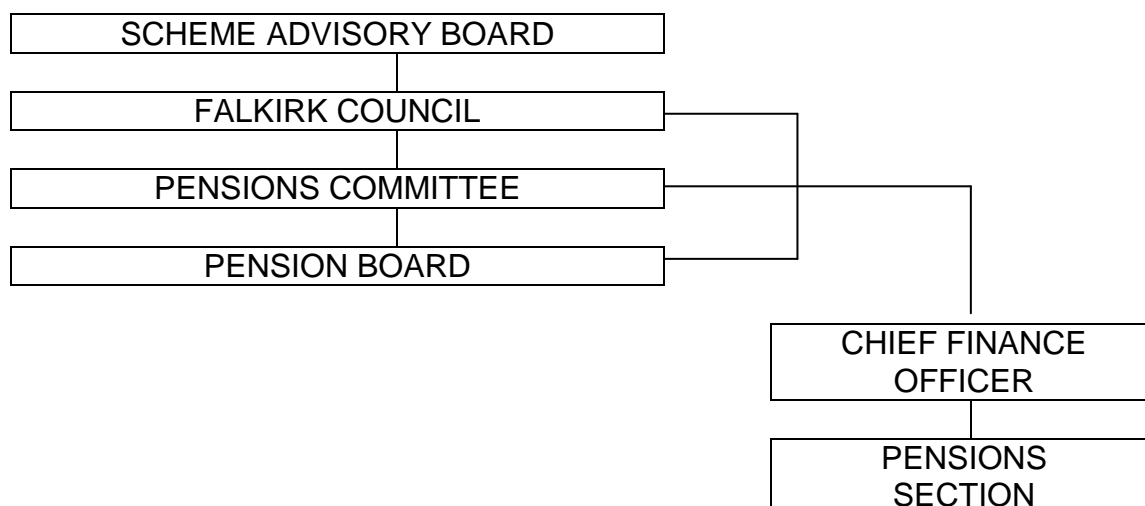 SCHEME ADVISORY BOARD
FALKIRK COUNCIL
PENSIONS COMMITTEE
PENSION BOARD
CHIEF FINANCE
OFFICER
PENSIONS
SECTION